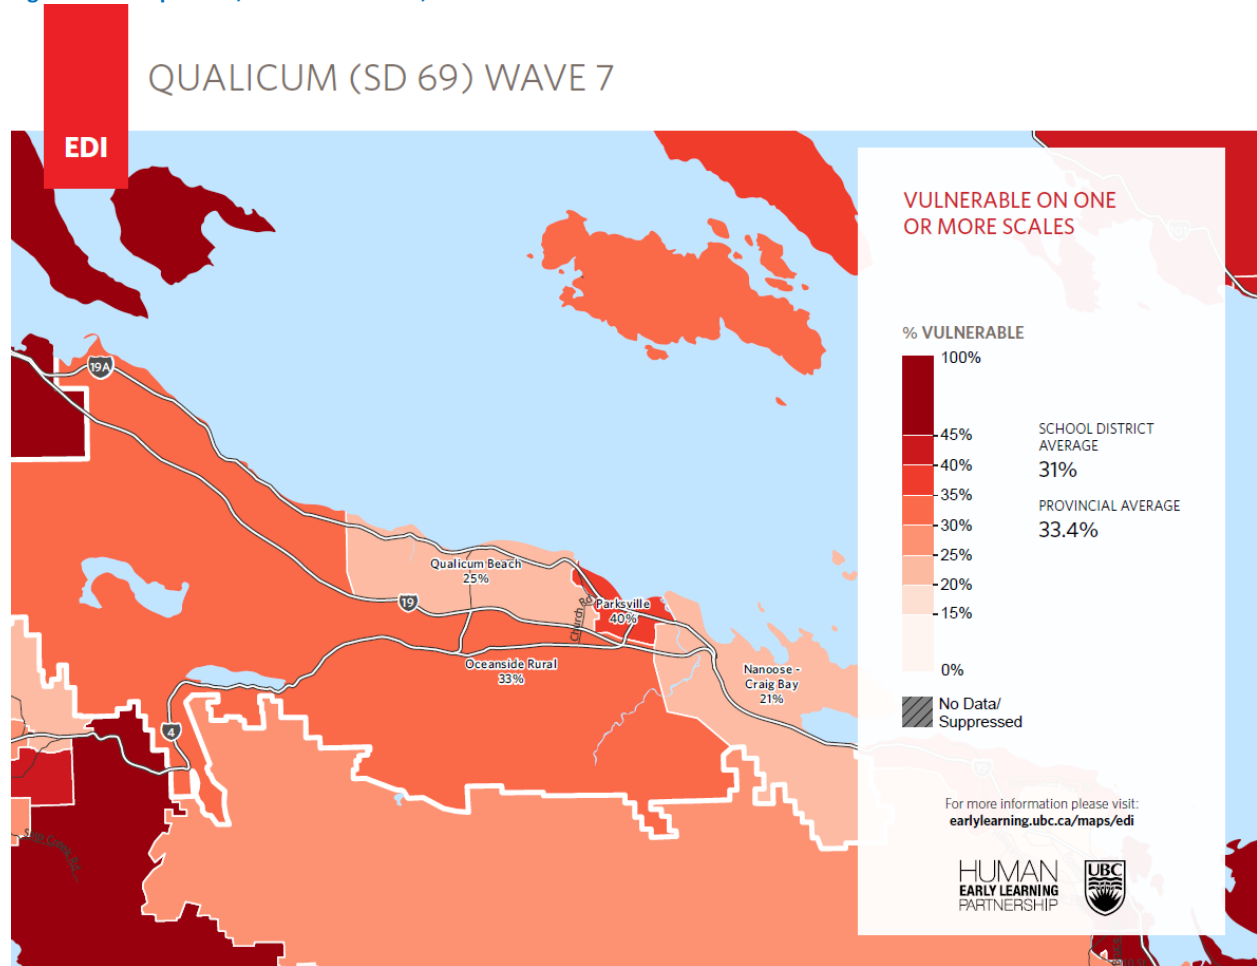 QUALICUM (SD 69) WAVE 7
EDI
VULNERABLE ON ONE
OR MORE SCALES
% VULNERABLE
100%
45%
40%
35%
30%
25%
20%
15%
0%
No Data/
Suppressed
SCHOOL DISTRICT
AVERAGE
31%
PROVINCIAL AVERAGE
33.4%
19A
Qualicum Beach
25%
19
Church Rd
Parksville
40%
Oceanside Rural
33%
Nanoose -
Craig Bay
21%
4
For more information please visit:
earlylearning.ubc.ca/maps/edi
HUMAN
EARLY LEARNING
PARTNERSHIP
UBC